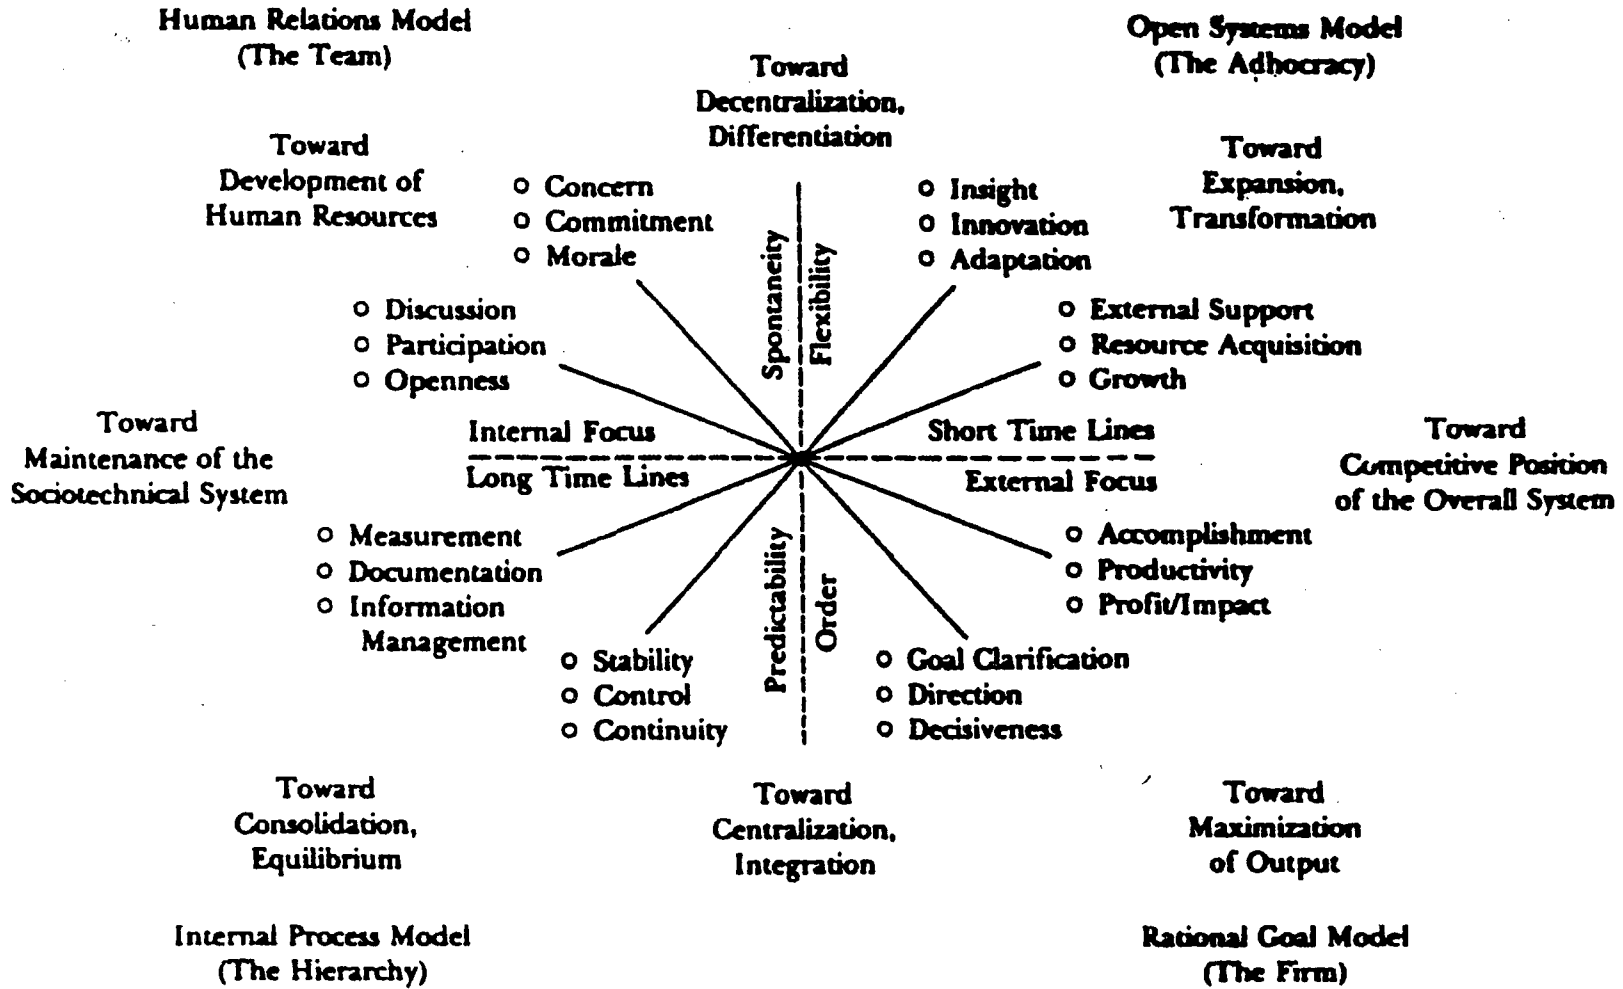 Human Relations Model
(The Team)
Open Systems Model
(The Adhocracy)
Toward
Decentralization,
Differentiation
Toward
Development of
Human Resources
Toward
Expansion,
Transformation
Concern
Commitment
Morale
Insight
Innovation
Adaptation
Spontaneity
Flexibility
Discussion
Participation
Openness
External Support
Resource Acquisition
Growth
Toward
Maintenance of the
Sociotechnical System
Internal Focus
Long Time Lines
Short Time Lines
External Focus
Toward
Competitive Position
of the Overall System
Measurement
Documentation
Information
Management
Predictability
Order
Accomplishment
Productivity
Profit/Impact
Stability
Control
Continuity
Goal Clarification
Direction
Decisiveness
Toward
Consolidation,
Equilibrium
Toward
Centralization,
Integration
Toward
Maximization
of Output
Internal Process Model
(The Hierarchy)
Rational Goal Model
(The Firm)